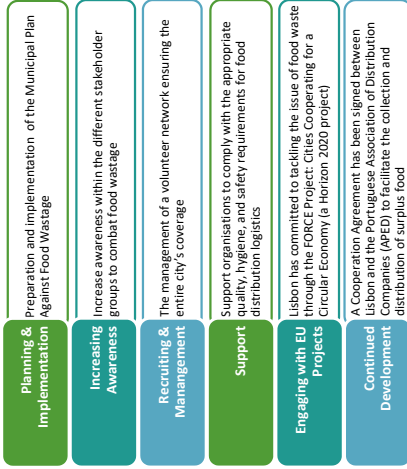 Planning &
Implementation
Preparation and implementation of the Municipal Plan
Against Food Wastage
Increasing
Awareness
Increase awareness within the different stakeholder
groups to combat food wastage
Recruiting &
Manangement
The management of a volunteer network ensuring the
entire city's coverage
Support
Support organisations to comply with the appropriate
quality, hygiene, and safety requirements for food
distribution logistics
Engaging with EU
Projects
Lisbon has committed to tackling the issue of food waste
through the FORCE Project: Cities Cooperating for a
Circular Economy (a Horizon 2020 project)
Continued
Development
A Cooperation Agreement has been signed between
Lisbon and the Portuguese Association of Distribution
Companies (APED) to facilitate the collection and
distribution of surplus food